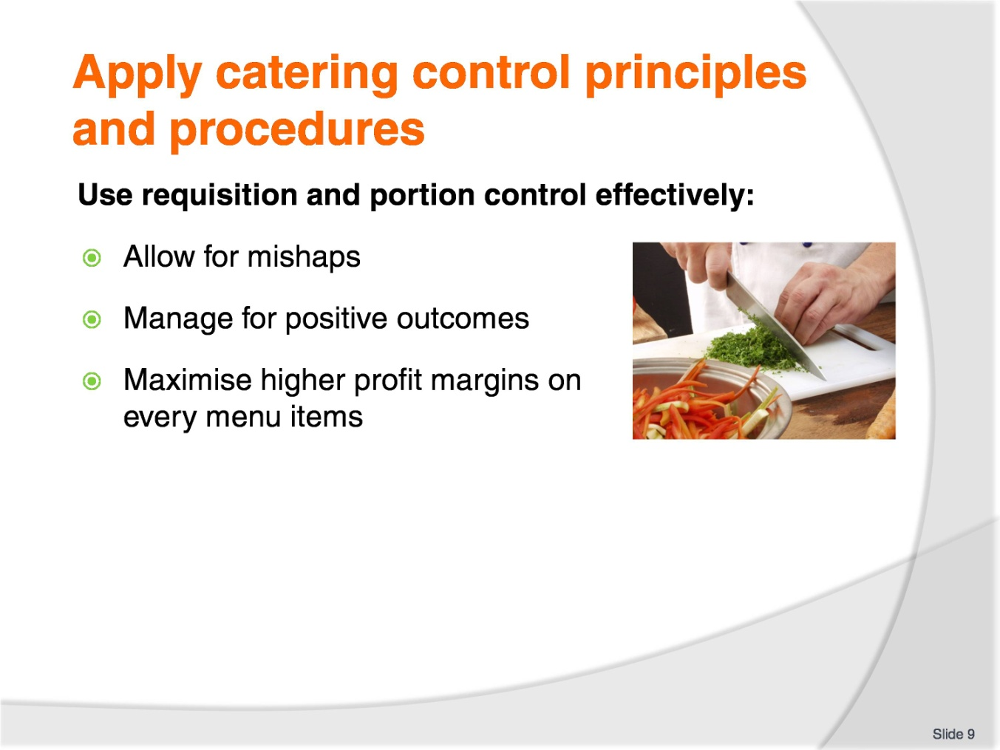 Apply catering control principles
and procedures
Use requisition and portion control effectively:
Allow for mishaps
Manage for positive outcomes
Maximise higher profit margins on
every menu items
Slide 9